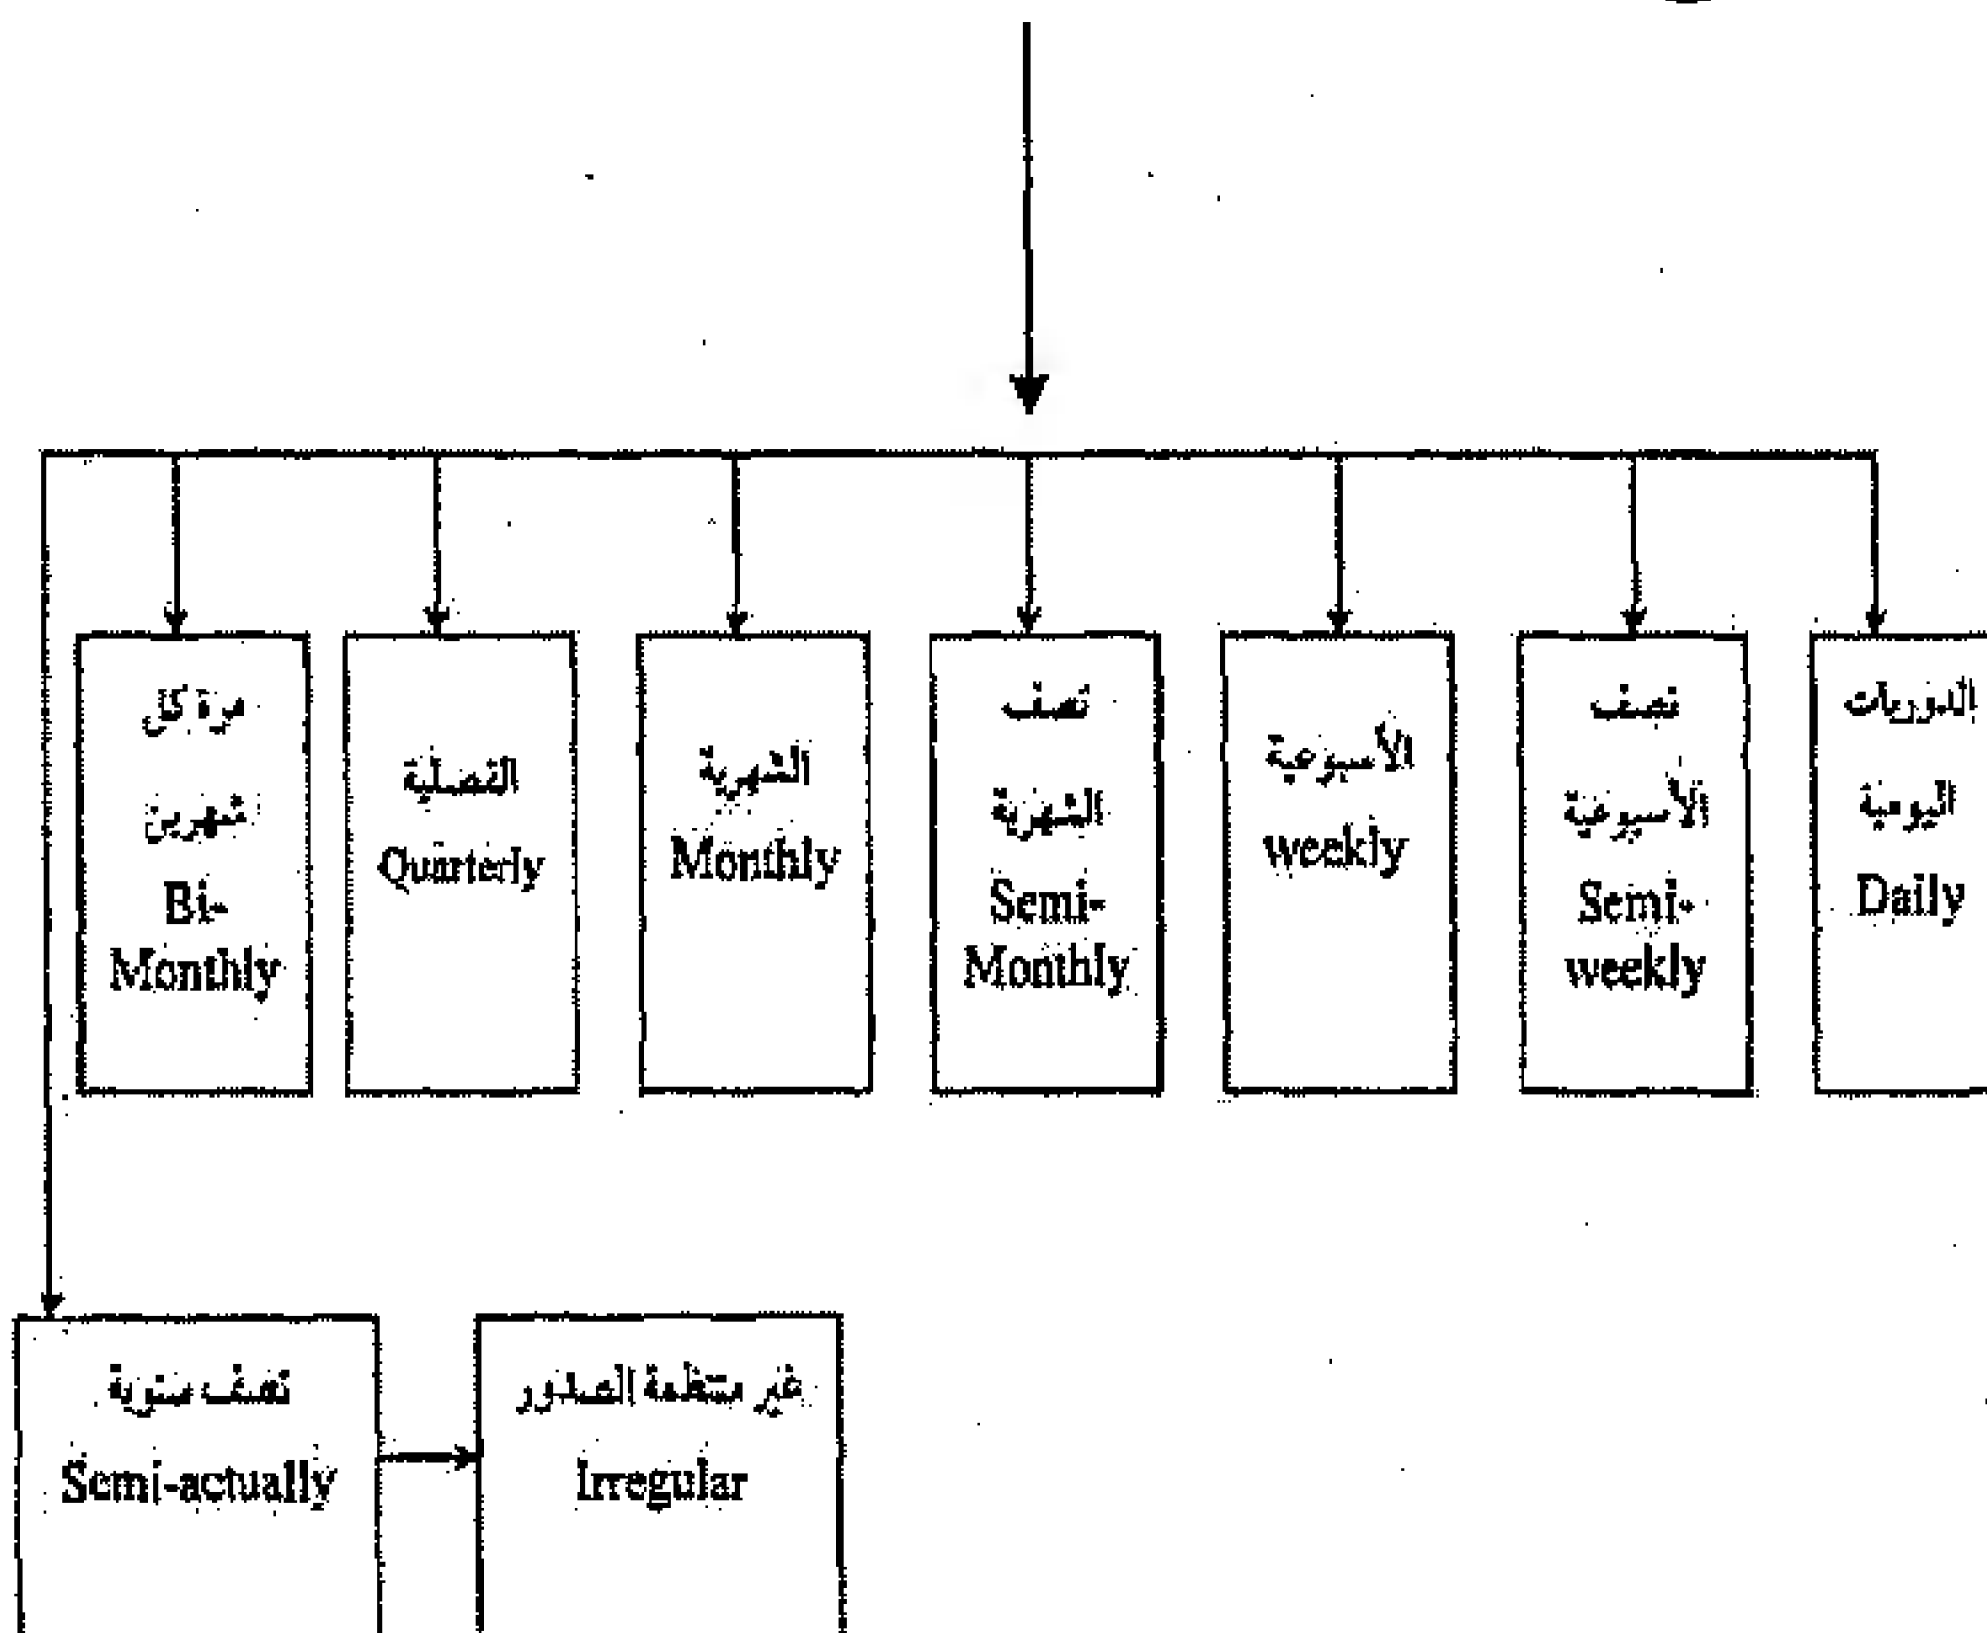 الدوريات
اليومية
Daily
نصف
الأسبوعية
Semi-
weekly
الأسبوعية
weekly
نصف
الشهرية
Semi-
Monthly
الشهرية
Monthly
الفصلية
Quarterly
مرة كل
شهرين
Bi-
Monthly
نصف سنوية
Semi-actually
غير منتظمة الصدور
Irregular